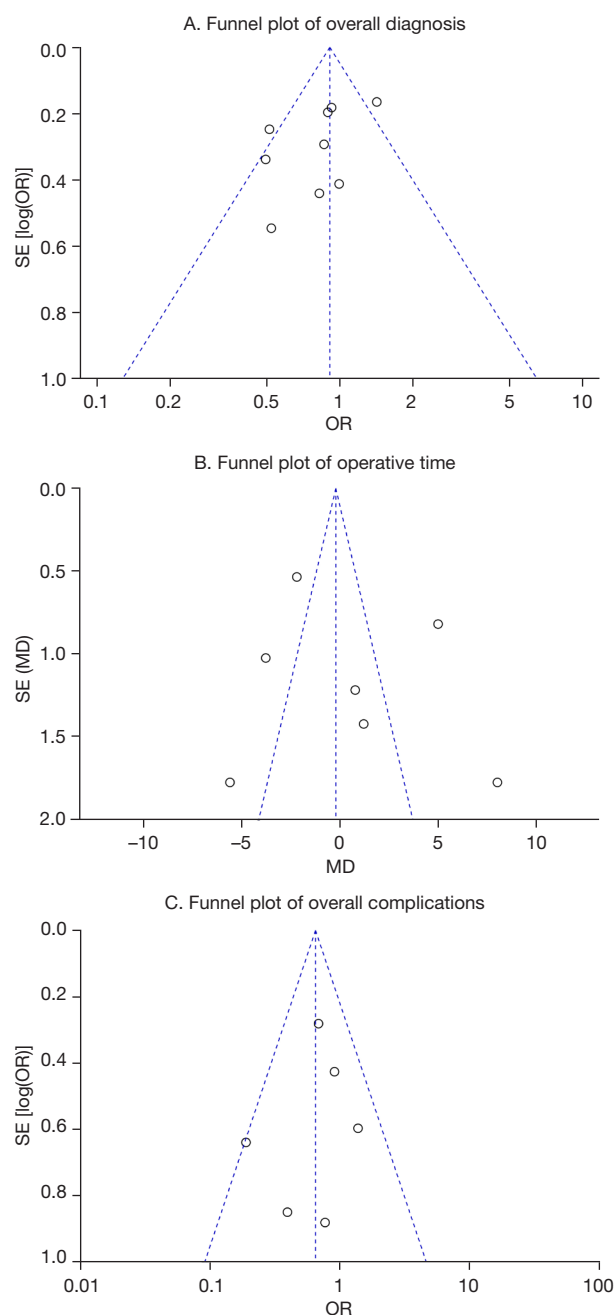 A. Funnel plot of overall diagnosis
0.0
0.2
0.4
0.6
0.8
1.0
SE [log(OR)]
0.1 0.2 0.5 1 2 5 10
OR
B. Funnel plot of operative time
0.0
0.5
1.0
1.5
2.0
SE (MD)
−10 −5 0 5 10
MD
C. Funnel plot of overall complications
0.0
0.2
0.4
0.6
0.8
1.0
SE [log(OR)]
0.01 0.1 1 10 100
OR